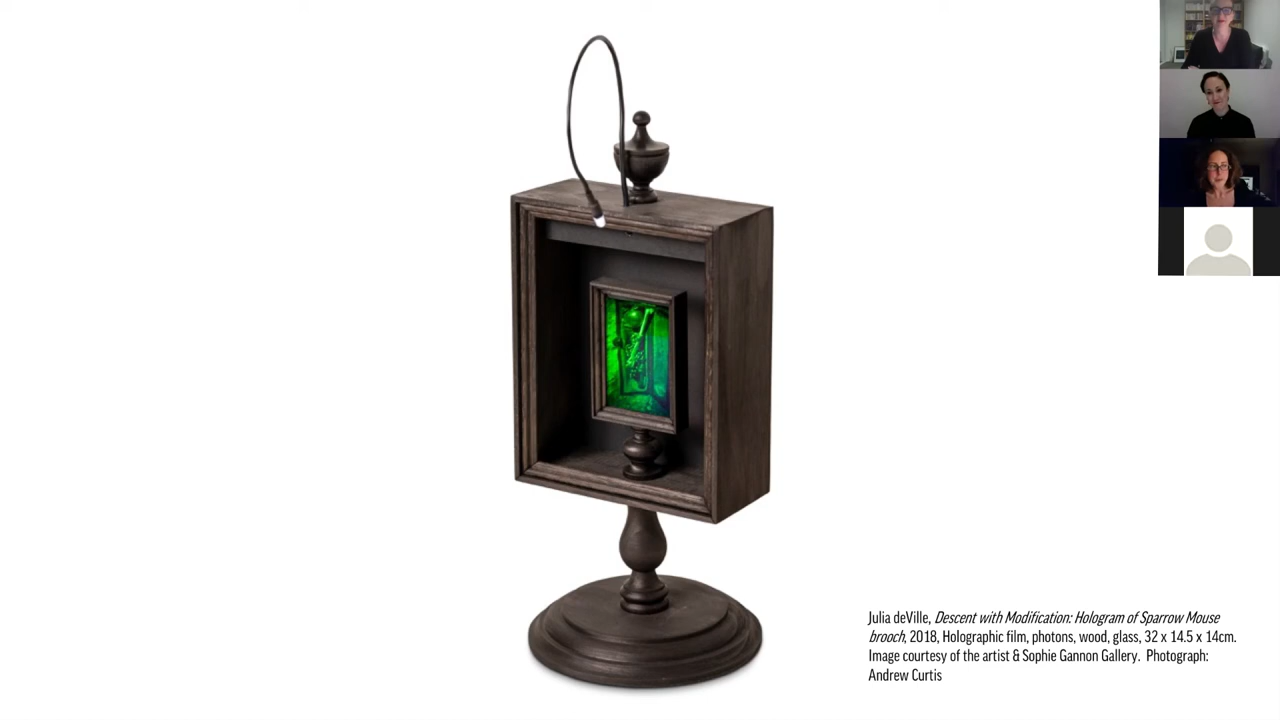 Julia deVille, Descent with Modification: Hologram of Sparrow Mouse
brooch, 2018, Holographic film, photons, wood, glass, 32 x 14.5 x 14cm.
Image courtesy of the artist & Sophie Gannon Gallery. Photograph:
Andrew Curtis